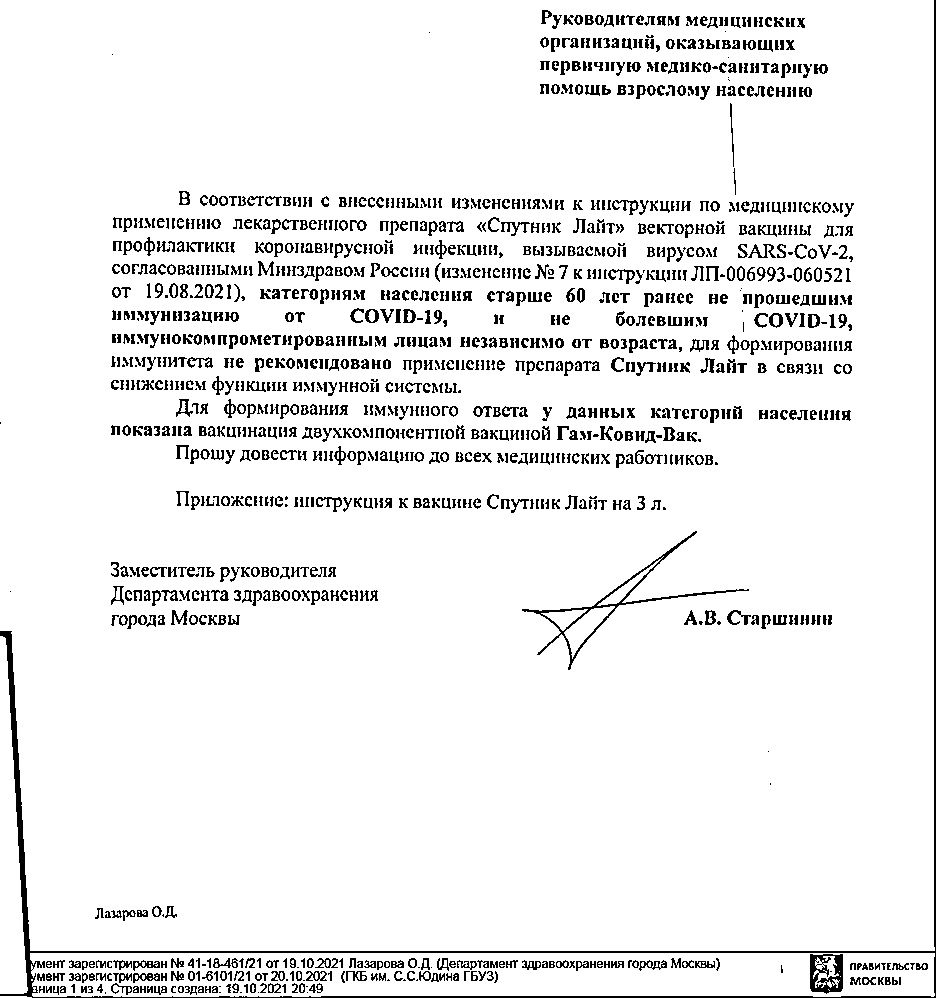 Руководителям медицинских
организаций, оказывающих
первичную медико-санитарную
помощь взрослому населению
В соответствии с внесенными изменениями к инструкции по медицинскому
применению лекарственного препарата «Спутник Лайт» векторной вакцины для
профилактики коронавирусной инфекции, вызываемой вирусом SARS-CoV-2,
согласованными Минздравом России (изменение № 7 к инструкции ЛП-006993-060521
от 19.08.2021), категориям населения старше 60 лет ранее не прошедшим
иммунизацию от COVID-19, и не болевшим COVID-19,
иммунокомпрометированным лицам независимо от возраста, для формирования
иммунитета не рекомендовано применение препарата Спутник Лайт в связи со
снижением функции иммунной системы.
Для формирования иммунного ответа у данных категорий населения
показана вакцинация двухкомпонентной вакциной Гам-Ковид-Вак.
Прошу довести информацию до всех медицинских работников.
Приложение: инструкция к вакцине Спутник Лайт на 3 л.
Заместитель руководителя
Департамента здравоохранения
города Москвы
А.В. Старшинин
Лазарова О.Д.
умент зарегистрирован № 41-18-461/21 от 19.10.2021 Лазарова О.Д. (Департамент здравоохранения города Москвы)
умент зарегистрирован № 01-6101/21 от 20.10.2021 (ГКБ им. С.С.Юдина ГБУЗ)
аница 1 из 4. Страница создана: 19.10.2021 20:49
ПРАВИТЕЛЬСТВО
МОСКВЫ